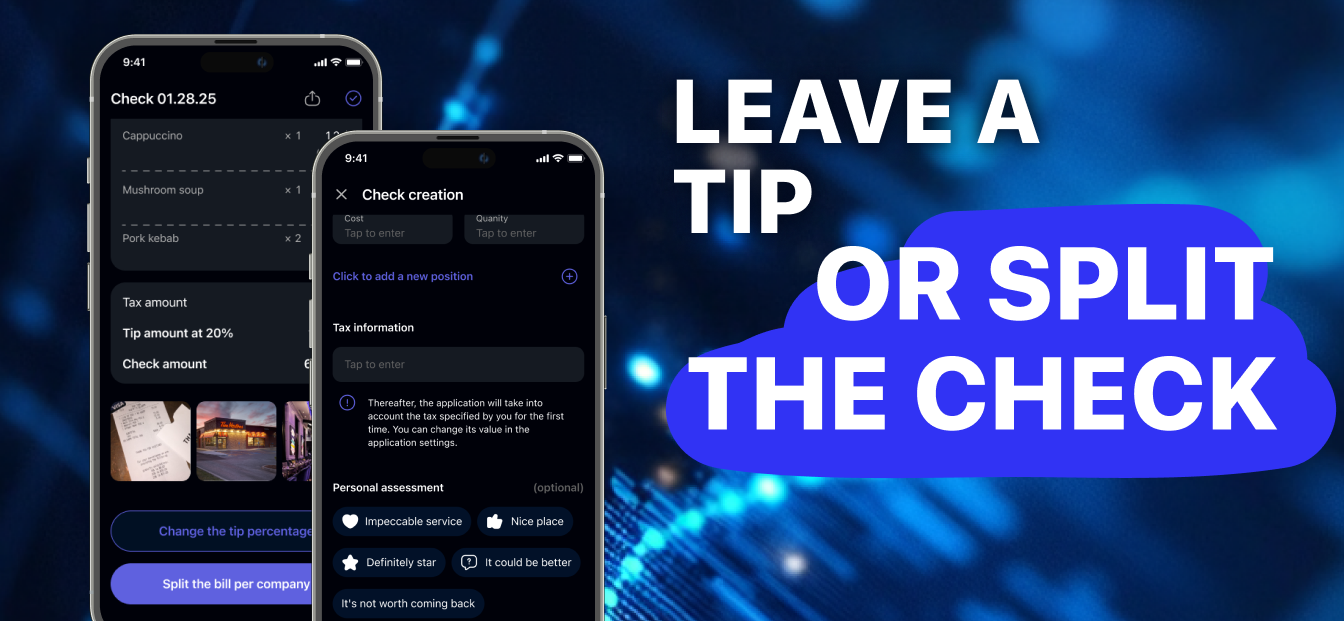 9:41
Check 01.28.25
Cappuccino × 1
Mushroom soup × 1
Pork kebab × 2
Tax amount
Tip amount at 20%
Check amount
VISA
Change the tip percentage
Split the bill per company
9:41
Check creation
Cost Quanity
Tap to enter Tap to enter
Click to add a new position
Tax information
Tap to enter
Thereafter, the application will take into
account the tax specified by you for the first
time. You can change its value in the
application settings.
Personal assessment (optional)
Impeccable service Nice place
Definitely star It could be better
It's not worth coming back
LEAVE A
TIP
OR SPLIT
THE CHECK